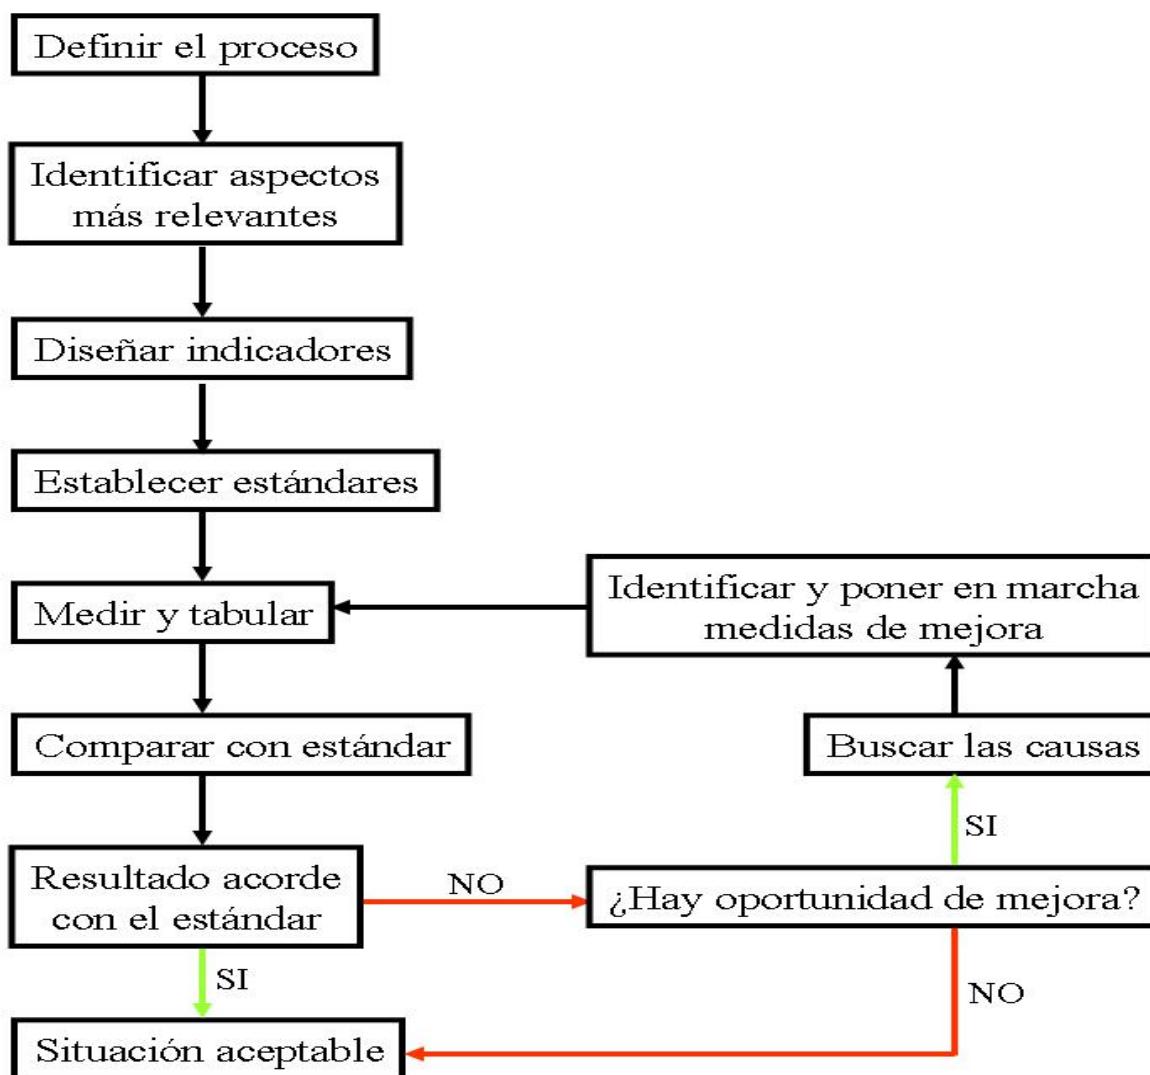 Definir el proceso
Identificar aspectos
más relevantes
Diseñar indicadores
Establecer estándares
Medir y tabular
Identificar y poner en marcha
medidas de mejora
Comparar con estándar
Buscar las causas
SI
Resultado acorde
con el estándar
NO
¿Hay oportunidad de mejora?
SI
NO
Situación aceptable